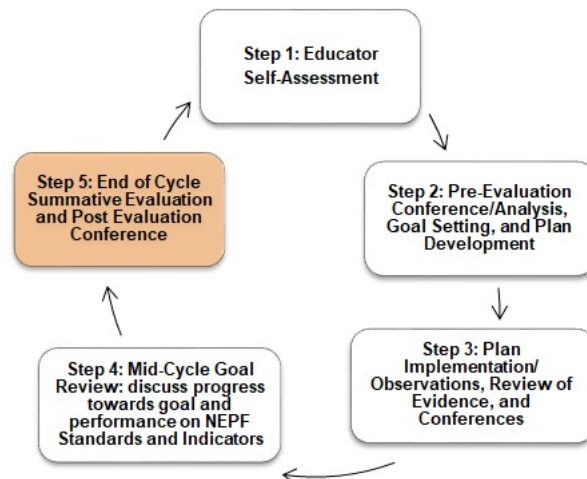 Step 1: Educator
Self-Assessment
Step 2: Pre-Evaluation
Conference/Analysis,
Goal Setting, and Plan
Development
Step 3: Plan
Implementation/
Observations, Review of
Evidence, and
Conferences
Step 4: Mid-Cycle Goal
Review: discuss progress
towards goal and
performance on NEPF
Standards and Indicators
Step 5: End of Cycle
Summative Evaluation
and Post Evaluation
Conference